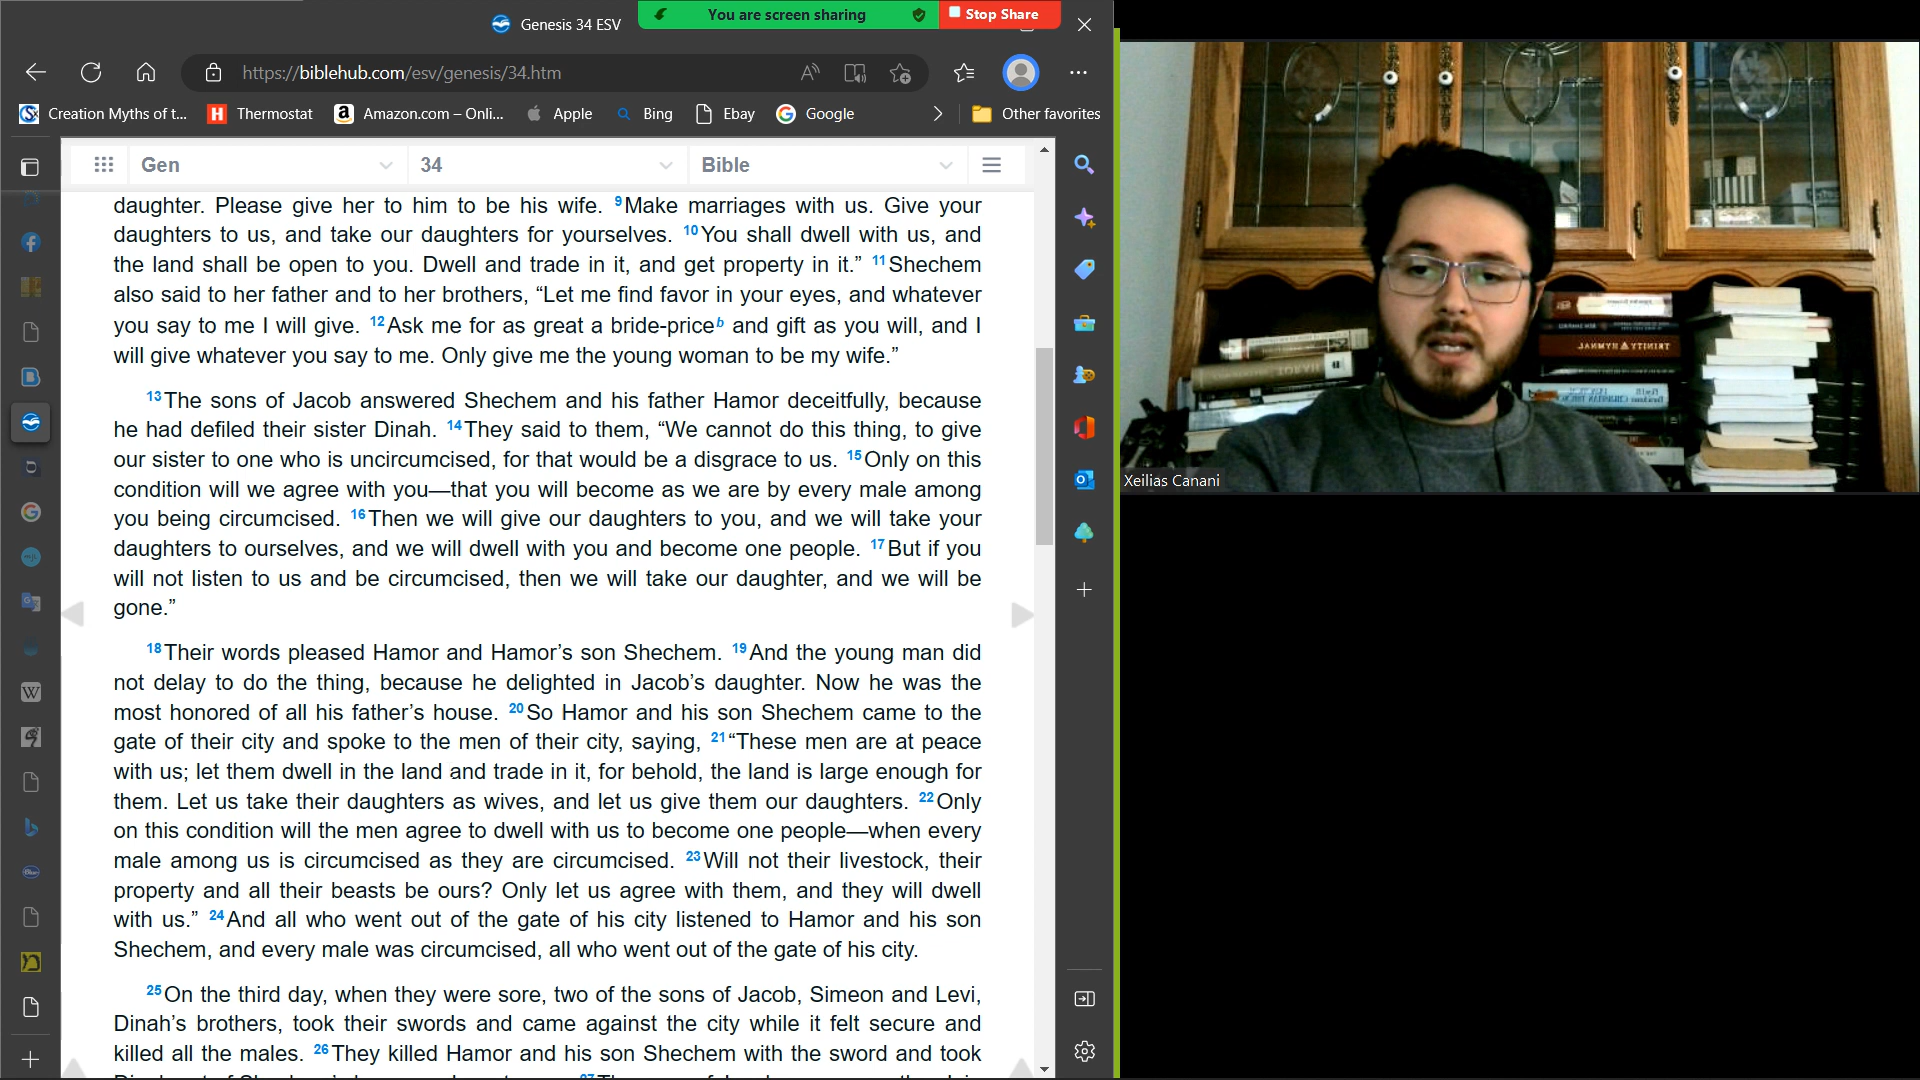 Genesis 34 ESV
You are screen sharing
Stop Share
https://biblehub.com/esv/genesis/34.htm
Creation Myths of t...
Thermostat
Amazon.com – Onli...
Apple
Bing
Ebay
Google
Other favorites
Gen
34
Bible
daughter. Please give her to him to be his wife. 9Make marriages with us. Give your
daughters to us, and take our daughters for yourselves. 10You shall dwell with us, and
the land shall be open to you. Dwell and trade in it, and get property in it.” 11Shechem
also said to her father and to her brothers, “Let me find favor in your eyes, and whatever
you say to me I will give. 12Ask me for as great a bride-priceb and gift as you will, and I
will give whatever you say to me. Only give me the young woman to be my wife.”
13The sons of Jacob answered Shechem and his father Hamor deceitfully, because
he had defiled their sister Dinah. 14They said to them, “We cannot do this thing, to give
our sister to one who is uncircumcised, for that would be a disgrace to us. 15Only on this
condition will we agree with you—that you will become as we are by every male among
you being circumcised. 16Then we will give our daughters to you, and we will take your
daughters to ourselves, and we will dwell with you and become one people. 17But if you
will not listen to us and be circumcised, then we will take our daughter, and we will be
gone.”
18Their words pleased Hamor and Hamor’s son Shechem. 19And the young man did
not delay to do the thing, because he delighted in Jacob’s daughter. Now he was the
most honored of all his father’s house. 20So Hamor and his son Shechem came to the
gate of their city and spoke to the men of their city, saying, 21“These men are at peace
with us; let them dwell in the land and trade in it, for behold, the land is large enough for
them. Let us take their daughters as wives, and let us give them our daughters. 22Only
on this condition will the men agree to dwell with us to become one people—when every
male among us is circumcised as they are circumcised. 23Will not their livestock, their
property and all their beasts be ours? Only let us agree with them, and they will dwell
with us.” 24And all who went out of the gate of his city listened to Hamor and his son
Shechem, and every male was circumcised, all who went out of the gate of his city.
25On the third day, when they were sore, two of the sons of Jacob, Simeon and Levi,
Dinah’s brothers, took their swords and came against the city while it felt secure and
killed all the males. 26They killed Hamor and his son Shechem with the sword and took
TRINITY HYMNAL
Xeilias Canani